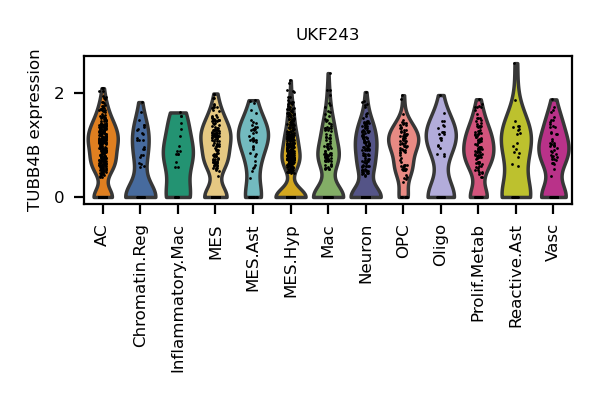 UKF243
TUBB4B expression
2
0
AC
Chromatin.Reg
Inflammatory.Mac
MES
MES.Ast
MES.Hyp
Mac
Neuron
OPC
Oligo
Prolif.Metab
Reactive.Ast
Vasc